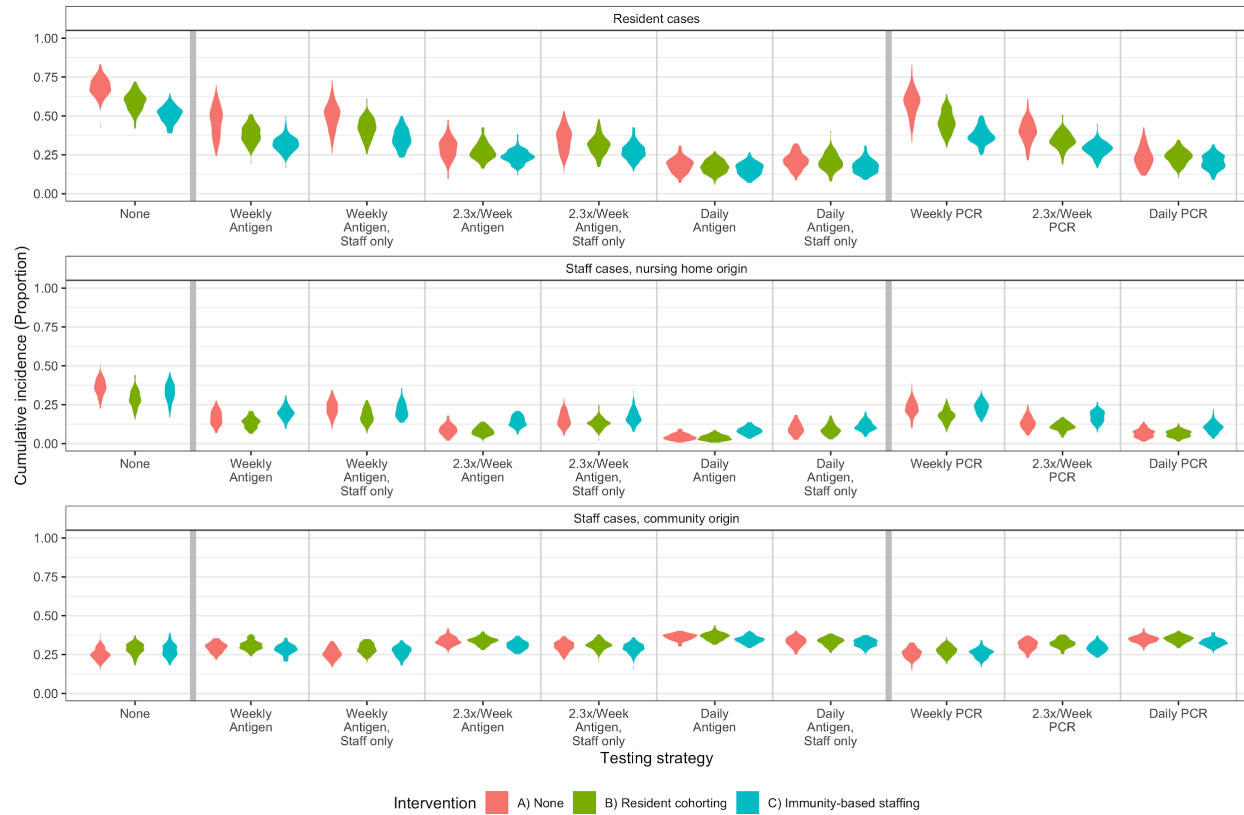 Resident cases
1.00
0.75
0.50
0.25
0.00
None
Weekly
Antigen
Weekly
Antigen,
Staff only
2.3x/Week
Antigen
2.3x/Week
Antigen,
Staff only
Daily
Antigen
Daily
Antigen, Staff only
Weekly PCR
2.3x/Week
PCR
Daily PCR
Cumulative incidence (Proportion)
Staff cases, nursing home origin
1.00
0.75
0.50
0.25
0.00
None
Weekly
Antigen
Weekly
Antigen,
Staff only
2.3x/Week
Antigen
2.3x/Week
Antigen,
Staff only
Daily
Antigen
Daily
Antigen, Staff only
Weekly PCR
2.3x/Week
PCR
Daily PCR
Staff cases, community origin
1.00
0.75
0.50
0.25
0.00
None
Weekly
Antigen
Weekly
Antigen,
Staff only
2.3x/Week
Antigen
2.3x/Week
Antigen,
Staff only
Daily
Antigen
Daily
Antigen, Staff only
Weekly PCR
2.3x/Week
PCR
Daily PCR
Testing strategy
Intervention A) None B) Resident cohorting C) Immunity-based staffing